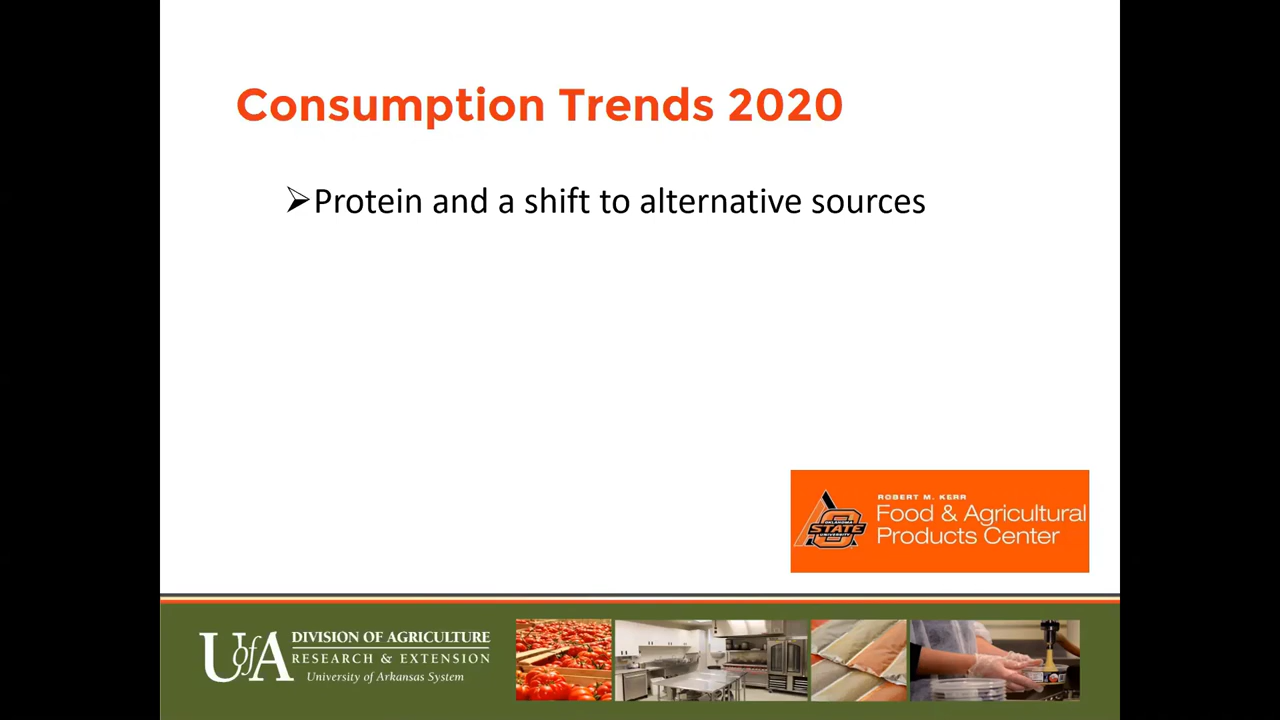 Consumption Trends 2020
➢Protein and a shift to alternative sources
OKLAHOMA
STATE
UNIVERSITY
ROBERT M. KERR
Food & Agricultural
Products Center
UofA
DIVISION OF AGRICULTURE
RESEARCH & EXTENSION
University of Arkansas System